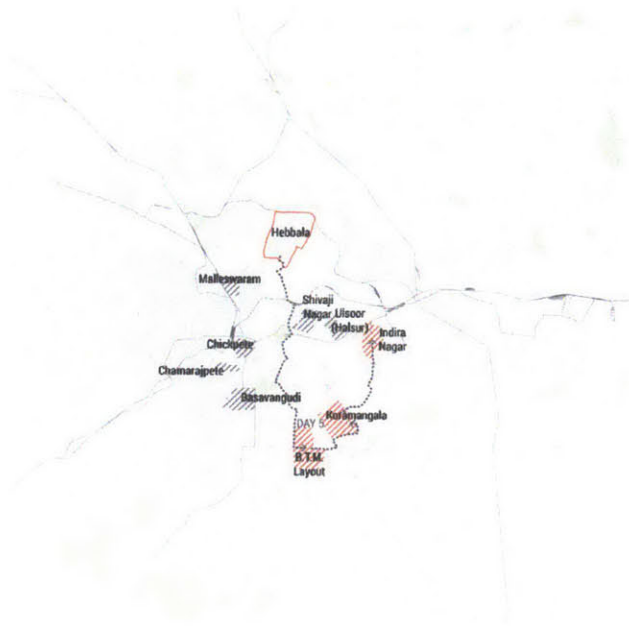 Hebbala
Malleswaram
Shivaji
Nagar
Ulsoor
(Halsur)
Indira
Nagar
Chickpete
Chamarajpete
Basavangudi
Koramangala
DAY 5
B.T.M.
Layout